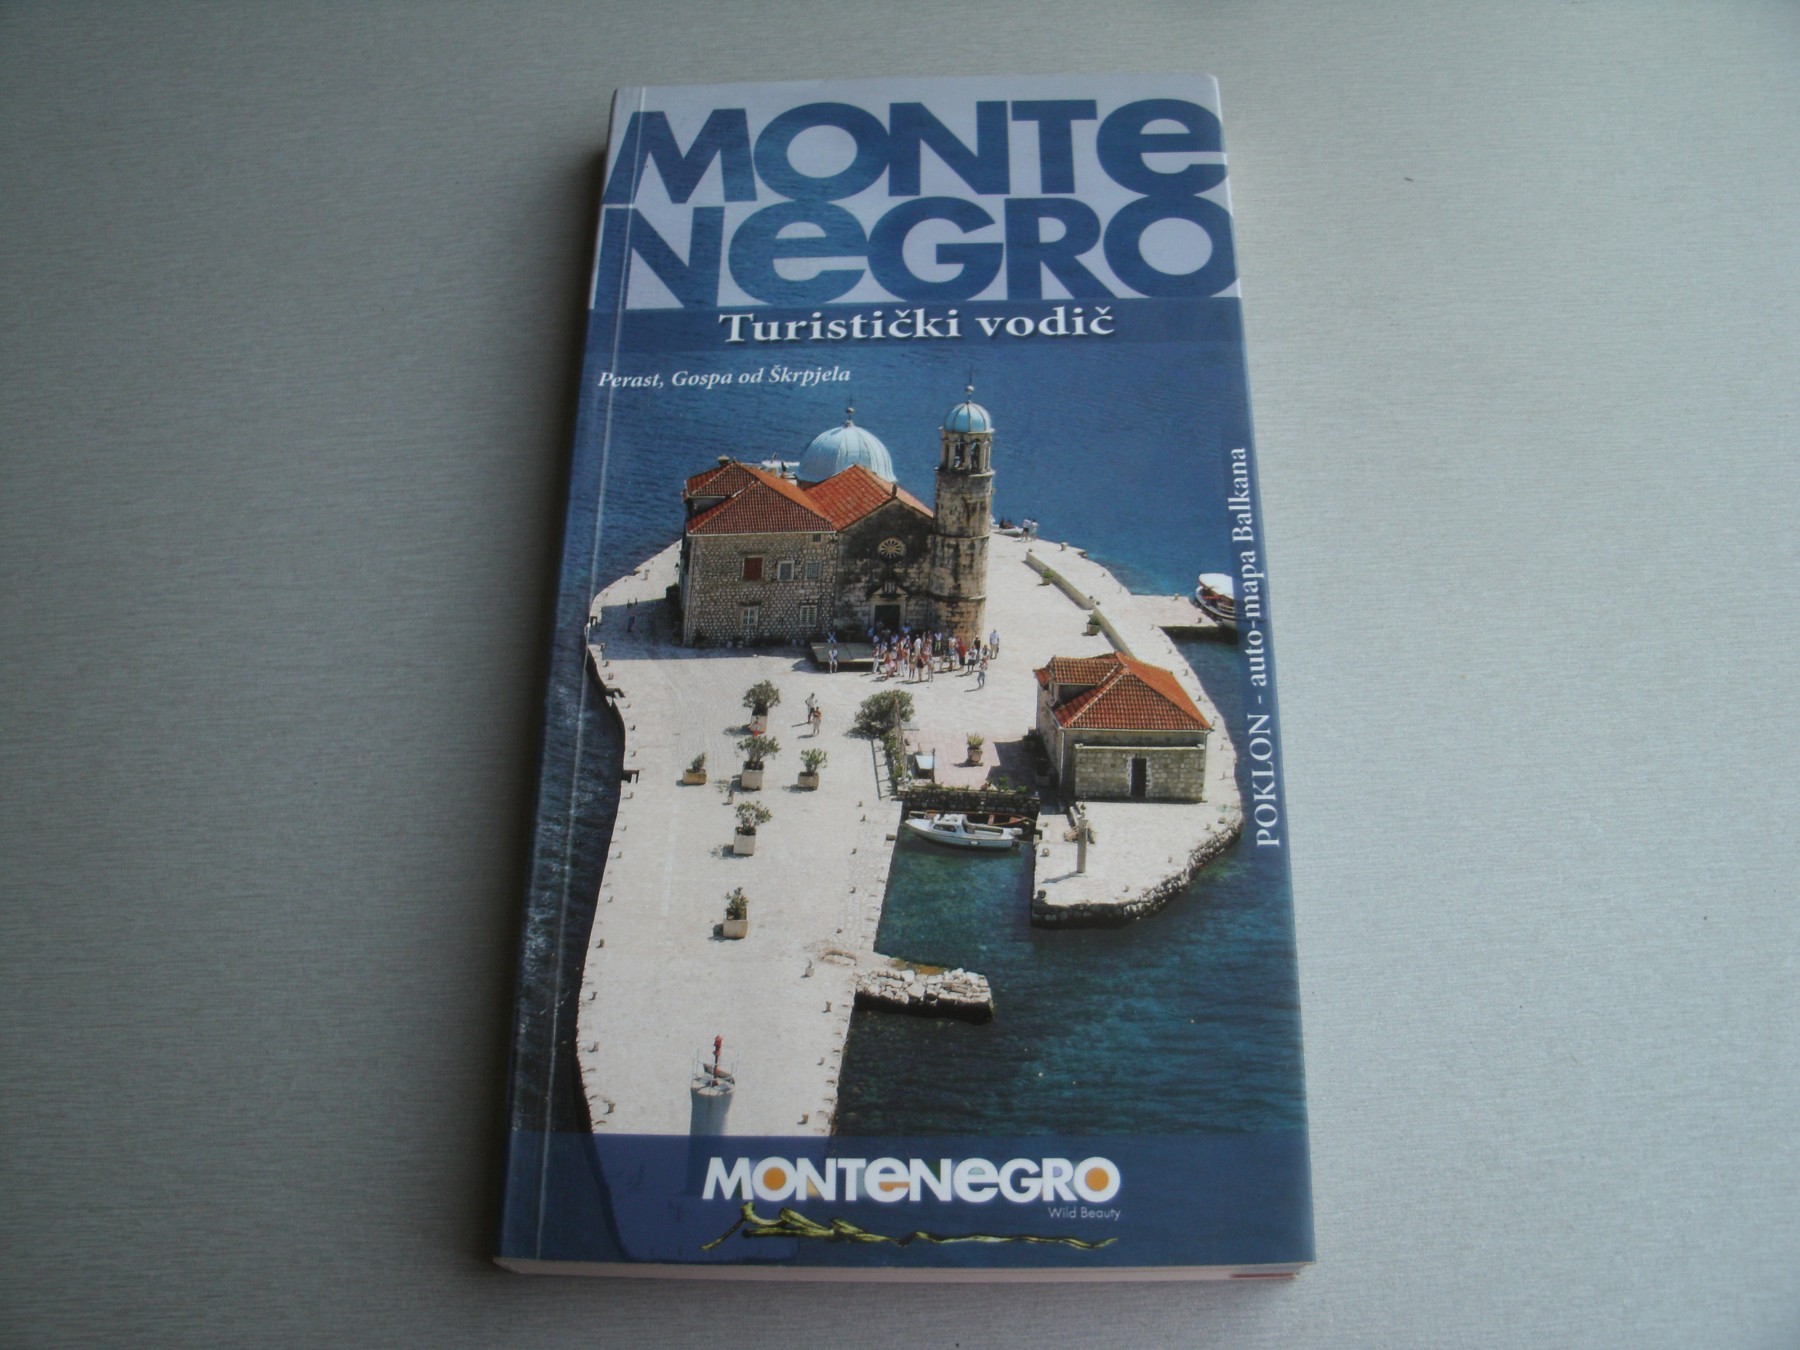 MONTe
NeGRO
Turistički vodič
Perast, Gospa od Škrpjela
POKLON - auto-mapa Balkana
MONTeNeGRO
Wild Beauty